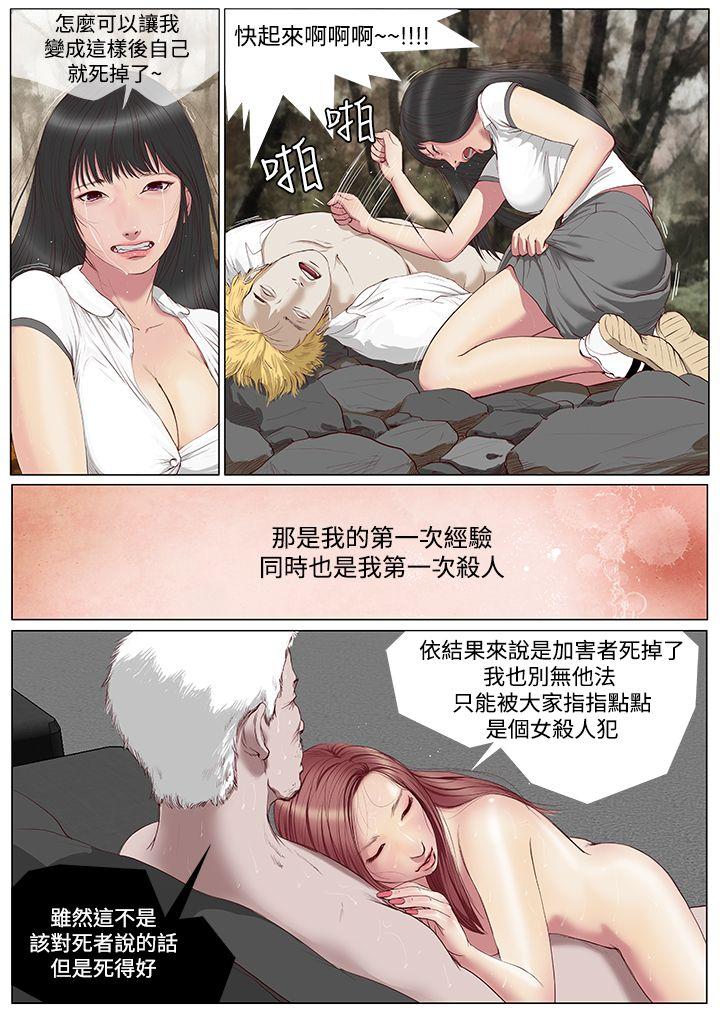 怎麼可以讓我
變成這樣後自己
就死掉了~
快起來啊啊啊~~!!!!
啪
啪
那是我的第一次經驗
同時也是我第一次殺人
依結果來說是加害者死掉了
我也別無他法
只能被大家指指點點
是個女殺人犯
雖然這不是
該對死者說的話
但是死得好